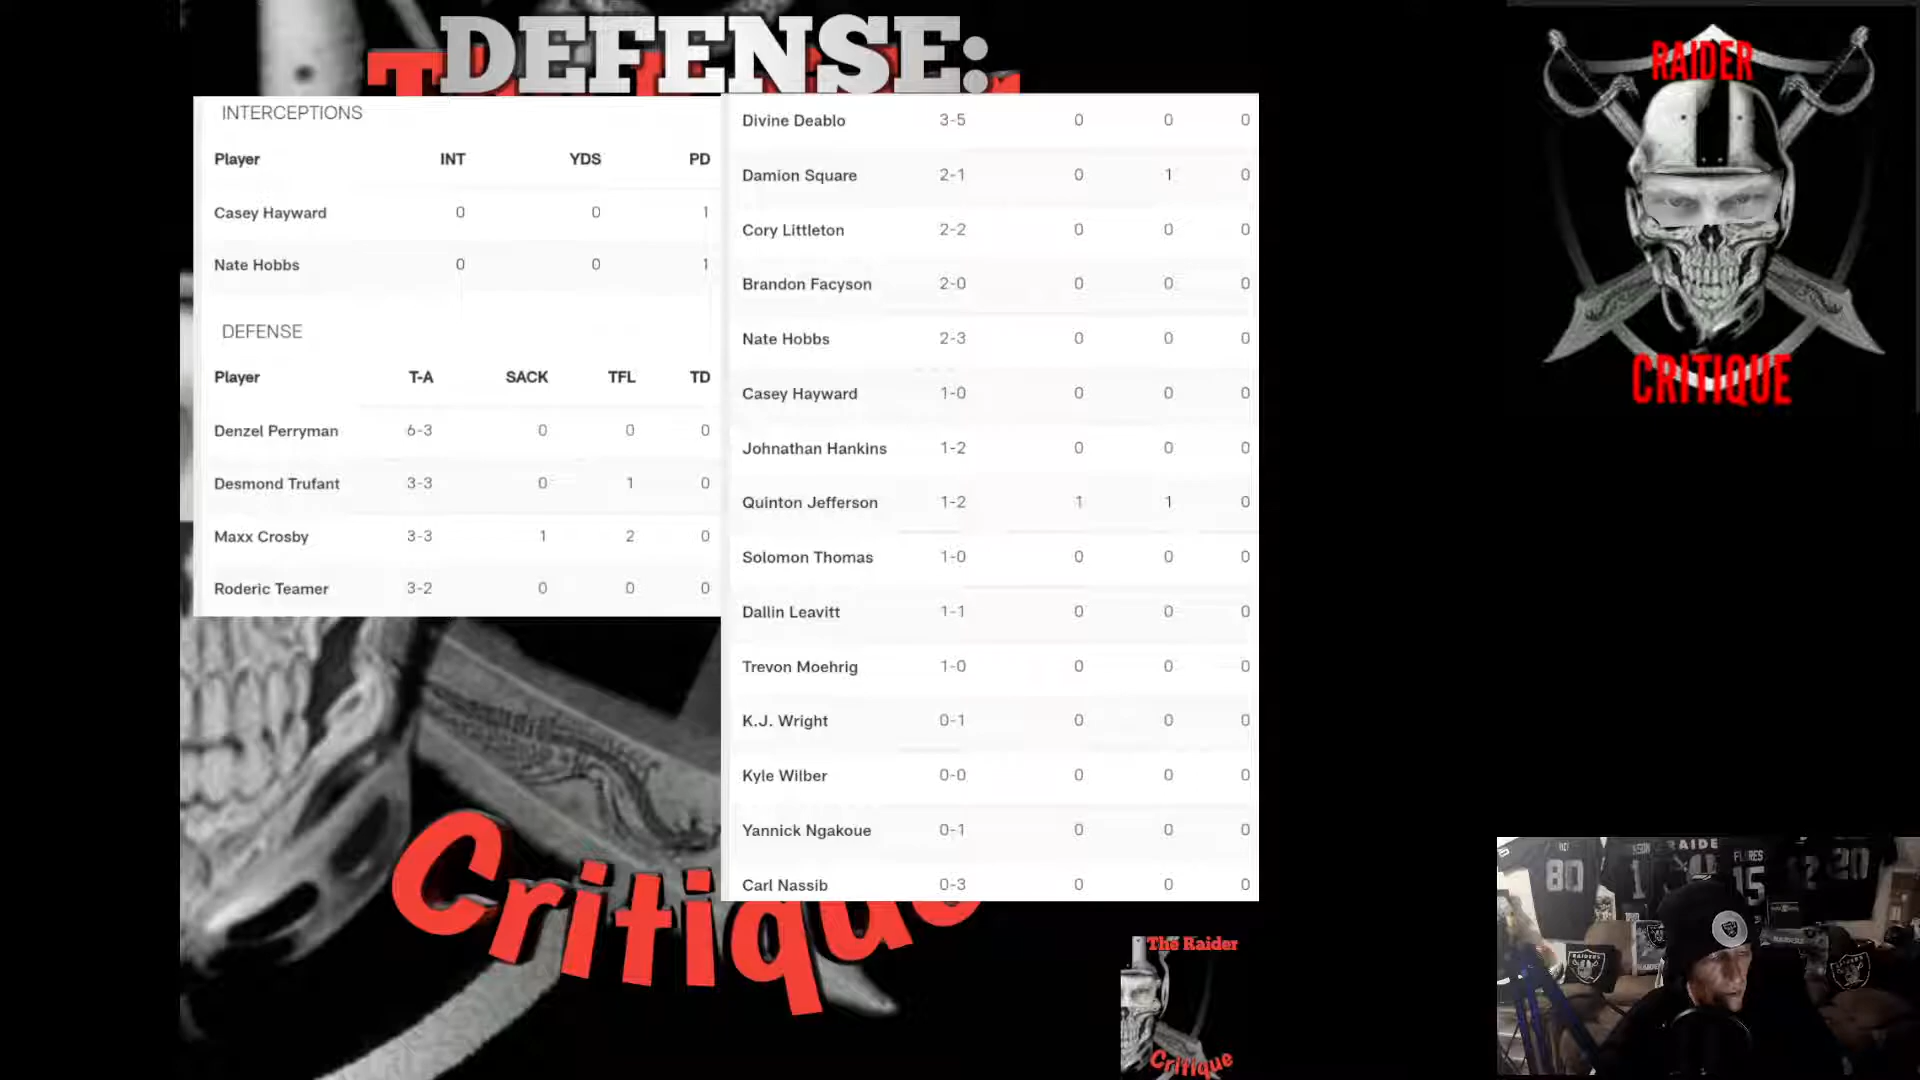 DEFENSE:
INTERCEPTIONS
Player INT YDS PD
Casey Hayward 0 0 1
Nate Hobbs 0 0 1
DEFENSE
Player T-A SACK TFL TD
Denzel Perryman 6-3 0 0 0
Desmond Trufant 3-3 0 1 0
Maxx Crosby 3-3 1 2 0
Roderic Teamer 3-2 0 0 0
Divine Deablo 3-5 0 0 0
Damion Square 2-1 0 1 0
Cory Littleton 2-2 0 0 0
Brandon Facyson 2-0 0 0 0
Nate Hobbs 2-3 0 0 0
Casey Hayward 1-0 0 0 0
Johnathan Hankins 1-2 0 0 0
Quinton Jefferson 1-2 1 1 0
Solomon Thomas 1-0 0 0 0
Dallin Leavitt 1-1 0 0 0
Trevon Moehrig 1-0 0 0 0
K.J. Wright 0-1 0 0 0
Kyle Wilber 0-0 0 0 0
Yannick Ngakoue 0-1 0 0 0
Carl Nassib 0-3 0 0 0
Critique
RAIDER
CRITIQUE
The Raider
Critique
80
15
20
RAIDERS